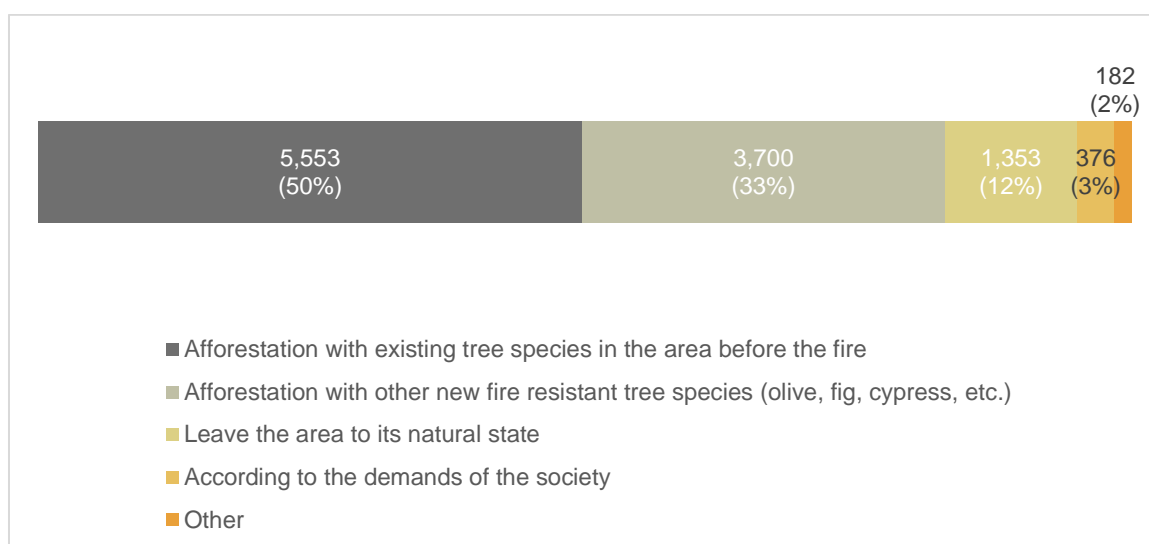 182
(2%)
5,553
(50%)
3,700
(33%)
1,353
(12%)
376
(3%)
Afforestation with existing tree species in the area before the fire
Afforestation with other new fire resistant tree species (olive, fig, cypress, etc.)
Leave the area to its natural state
According to the demands of the society
Other